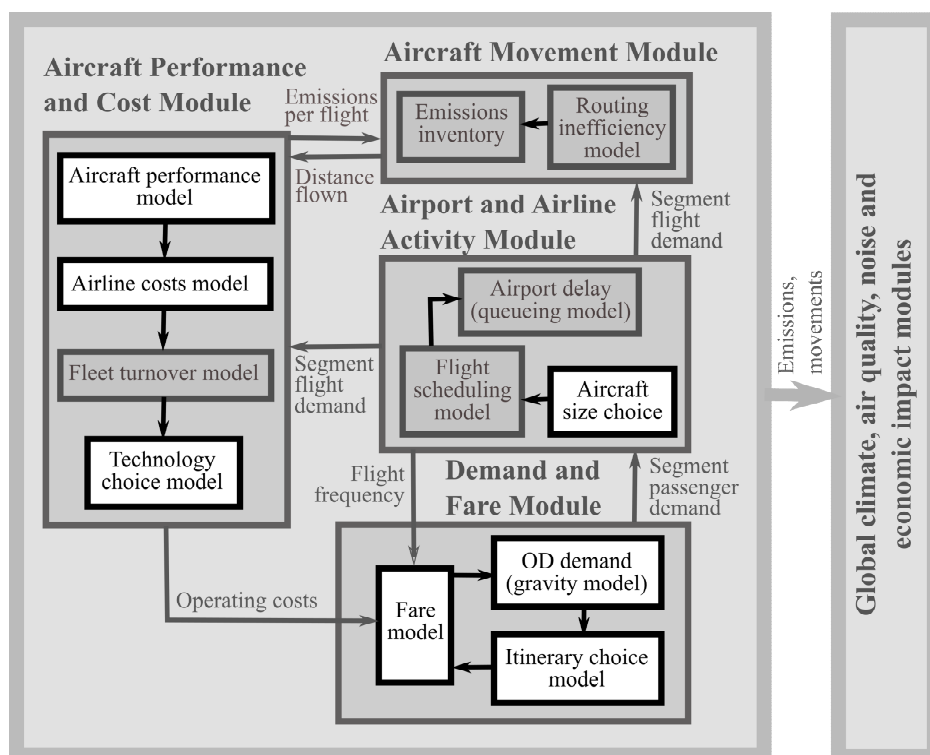 Aircraft Performance
and Cost Module
Aircraft performance
model
Airline costs model
Fleet turnover model
Technology
choice model
Emissions
per flight
Distance
flown
Aircraft Movement Module
Emissions
inventory
Routing
inefficiency
model
Segment
flight
demand
Airport and Airline
Activity Module
Airport delay
(queueing model)
Flight
scheduling
model
Aircraft
size choice
Segment
flight
demand
Flight
frequency
Segment
passenger
demand
Demand and
Fare Module
Operating costs
Fare
model
OD demand
(gravity model)
Itinerary choice
model
Emissions,
movements
Global climate, air quality, noise and
economic impact modules